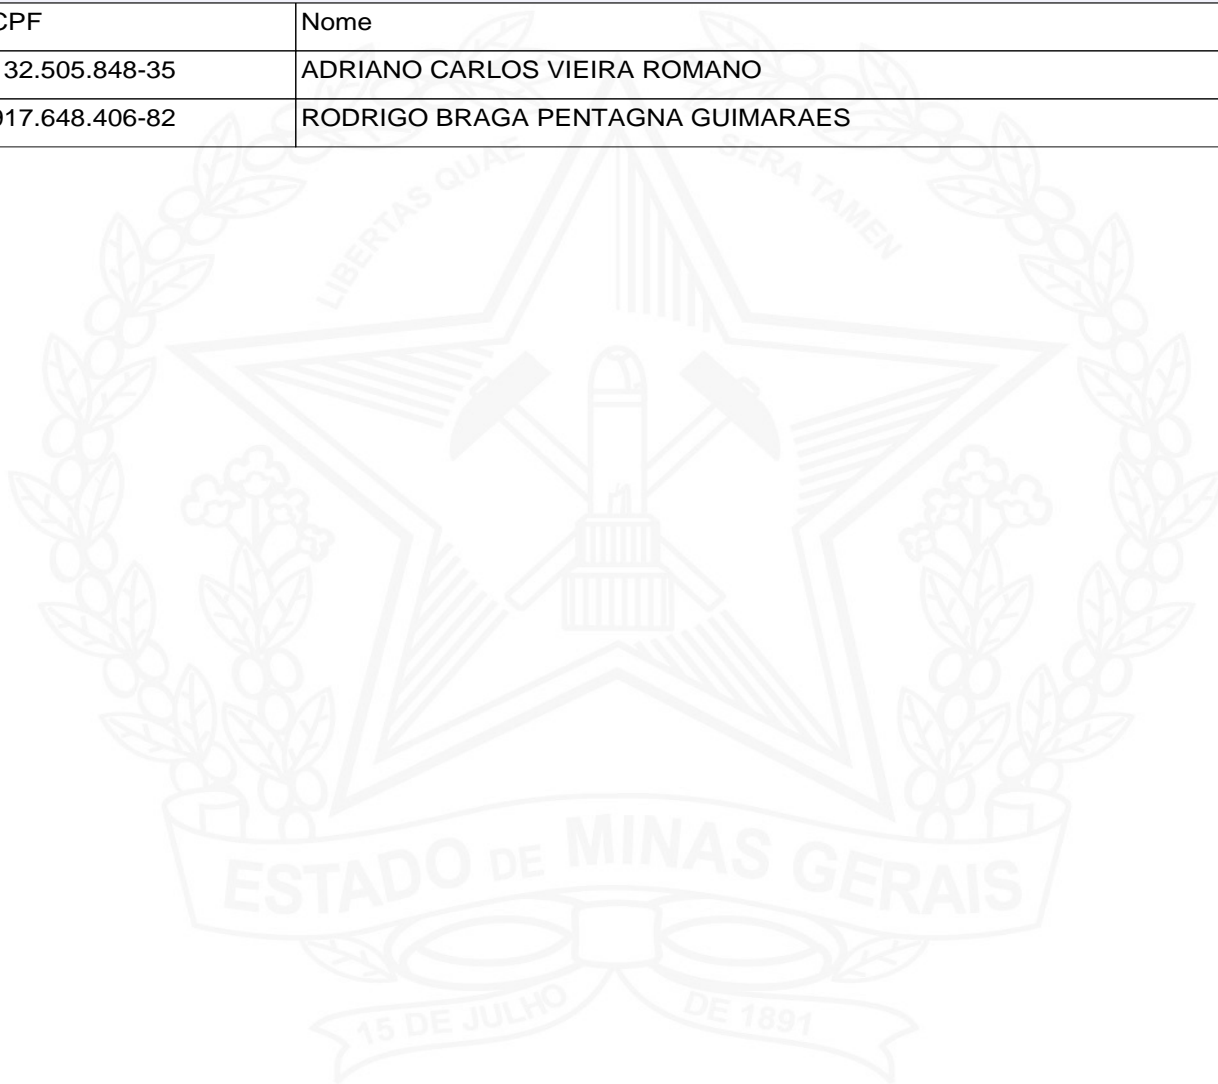 CPF Nome
32.505.848-35 ADRIANO CARLOS VIEIRA ROMANO
917.648.406-82 RODRIGO BRAGA PENTAGNA GUIMARAES
LIBERTAS QUAE SERA TAMEN
ESTADO DE MINAS GERAIS
15 DE JULHO DE 1891